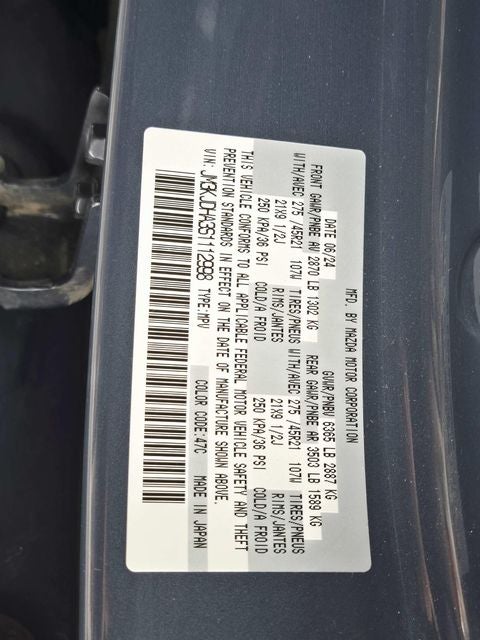 MFD. BY MAZDA MOTOR CORPORATION
DATE 06/24 GVWR/PNBV 6365 LB 2887 KG
FRONT GAWR/PNBE AV 2870 LB 1302 KG REAR GAWR/PNBE AR 3503 LB 1589 KG
WITH/AVEC 275 /45R21 107W TIRES/PNEUS WITH/AVEC 275 /45R21 107W TIRES/PNEUS
21X9 1/2J RIMS/JANTES 21X9 1/2J RIMS/JANTES
250 KPA/36 PSI COLD/A FROID 250 KPA/36 PSI COLD/A FROID
THIS VEHICLE CONFORMS TO ALL APPLICABLE FEDERAL MOTOR VEHICLE SAFETY AND THEFT
PREVENTION STANDARDS IN EFFECT ON THE DATE OF MANUFACTURE SHOWN ABOVE.
VIN: JM3KJDHA3S1112998 TYPE:MPV COLOR CODE:47C MADE IN JAPAN